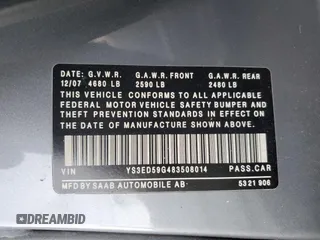 DATE: G.V.W.R. G.A.W.R. FRONT G.A.W.R. REAR
12/07 4680 LB 2590 LB 2480 LB
THIS VEHICLE CONFORMS TO ALL APPLICABLE
FEDERAL MOTOR VEHICLE SAFETY BUMPER AND
THEFT PREVENTION STANDARDS IN EFFECT ON THE
DATE OF MANUFACTURE SHOWN ABOVE.
VIN YS3ED59G483508014 PASS.CAR
MFD BY SAAB AUTOMOBILE AB 5321 906
DREAMBID